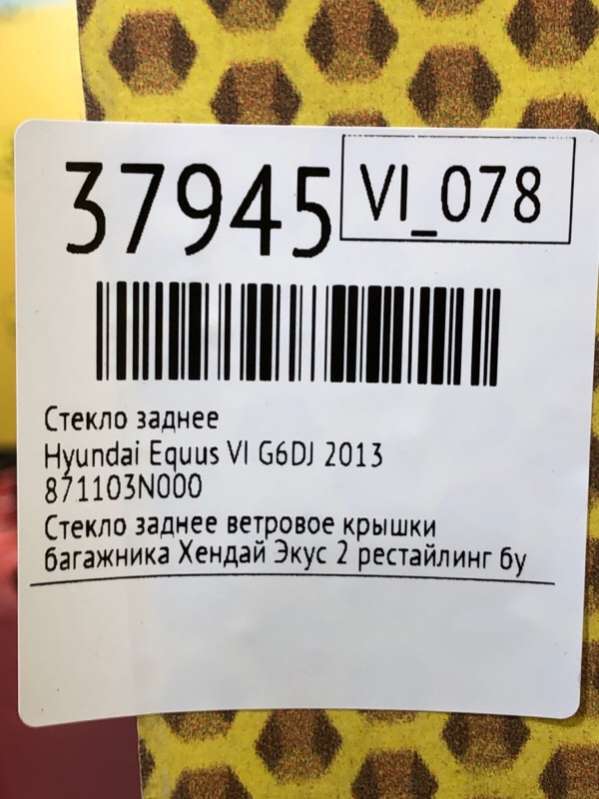 37945
VI_078
Стекло заднее
Hyundai Equus VI G6DJ 2013
871103N000
Стекло заднее ветровое крышки
багажника Хендай Экус 2 рестайлинг бу